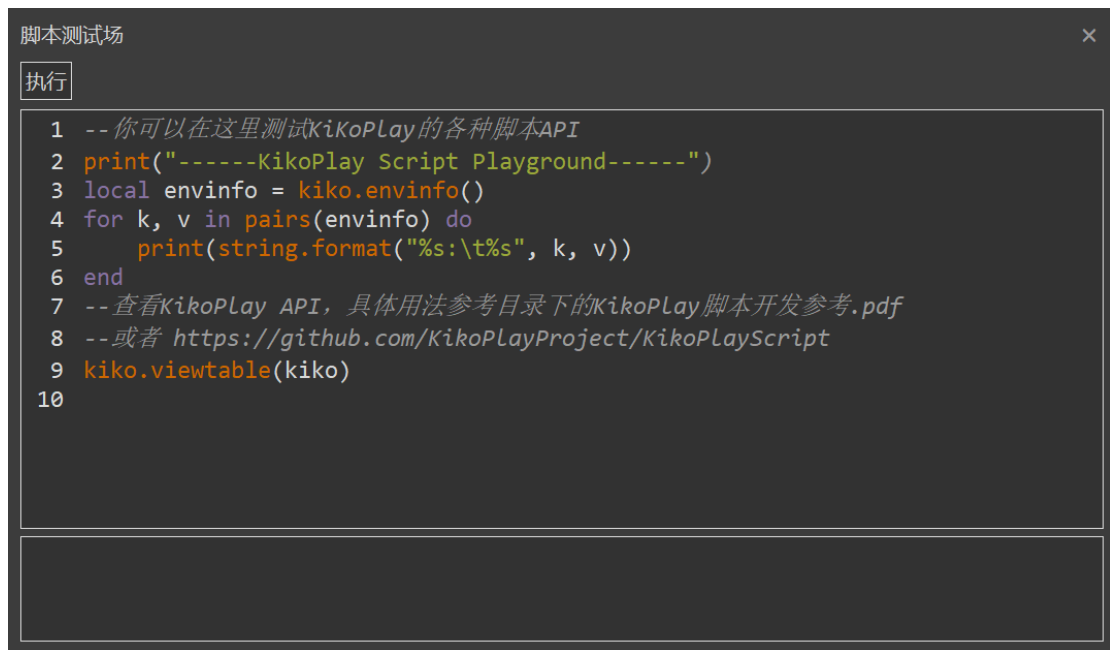 脚本测试场
×
执行
1 --你可以在这里测试KiKoPlay的各种脚本API
2 print("------KikoPlay Script Playground------")
3 local envinfo = kiko.envinfo()
4 for k, v in pairs(envinfo) do
5     print(string.format("%s:\t%s", k, v))
6 end
7 --查看KikoPlay API，具体用法参考目录下的KikoPlay脚本开发参考.pdf
8 --或者 https://github.com/KikoPlayProject/KikoPlayScript
9 kiko.viewtable(kiko)
10